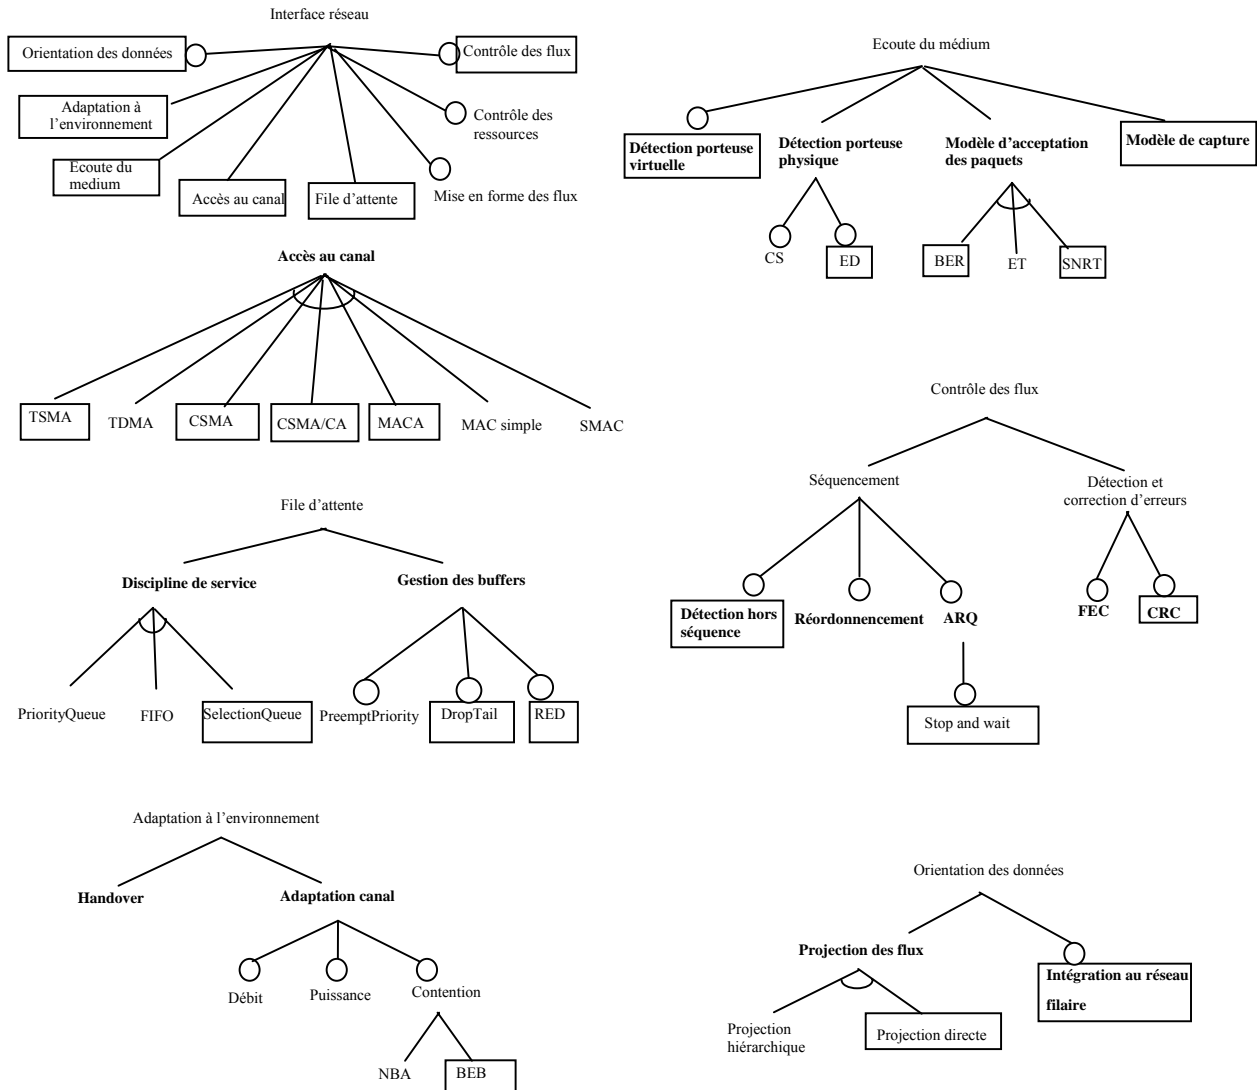 Interface réseau
Orientation des données
Contrôle des flux
Adaptation à
l'environnement
Contrôle des
ressources
Ecoute du
medium
Accès au canal
File d'attente
Mise en forme des flux
Accès au canal
TSMA
TDMA
CSMA
CSMA/CA
MACA
MAC simple
SMAC
File d'attente
Discipline de service
Gestion des buffers
PriorityQueue
FIFO
SelectionQueue
PreemptPriority
DropTail
RED
Adaptation à l'environnement
Handover
Adaptation canal
Débit
Puissance
Contention
NBA
BEB
Ecoute du médium
Détection porteuse
virtuelle
Détection porteuse
physique
Modèle d'acceptation
des paquets
Modèle de capture
CS
ED
BER
ET
SNRT
Contrôle des flux
Séquencement
Détection et
correction d'erreurs
Détection hors
séquence
Réordonnencement
ARQ
FEC
CRC
Stop and wait
Orientation des données
Projection des flux
Intégration au réseau
filaire
Projection
hiérarchique
Projection directe